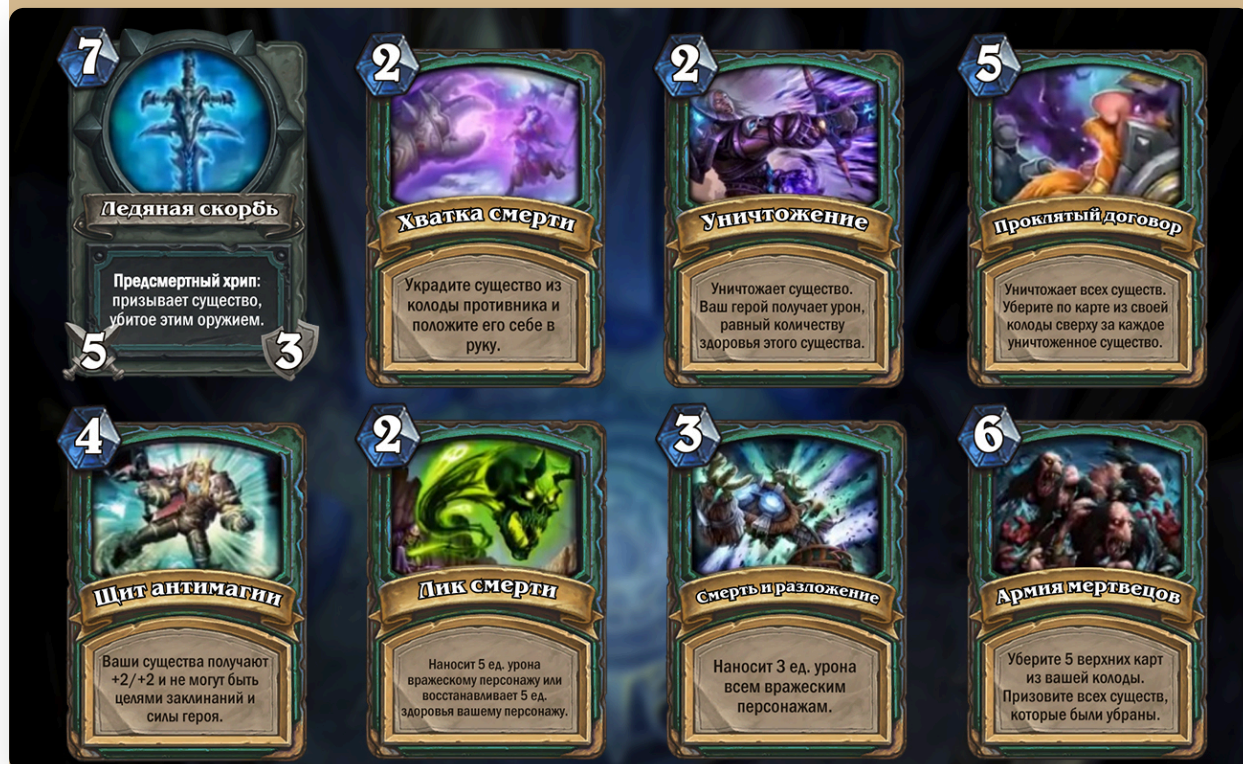 7
Ледяная скорбь
Предсмертный хрип:
призывает существо,
убитое этим оружием.
5
3
2
Хватка смерти
Украдите существо из
колоды противника и
положите его себе в
руку.
2
Уничтожение
Уничтожает существо.
Ваш герой получает урон,
равный количеству
здоровья этого существа.
5
Проклятый договор
Уничтожает всех существ.
Уберите по карте из своей
колоды сверху за каждое
уничтоженное существо.
4
Щит антимагии
Ваши существа получают
+2/+2 и не могут быть
целями заклинаний и
силы героя.
2
Лик смерти
Наносит 5 ед. урона
вражескому персонажу или
восстанавливает 5 ед.
здоровья вашему персонажу.
3
Смерть и разложение
Наносит 3 ед. урона
всем вражеским
персонажам.
6
Армия мертвецов
Уберите 5 верхних карт
из вашей колоды.
Призовите всех существ,
которые были убраны.